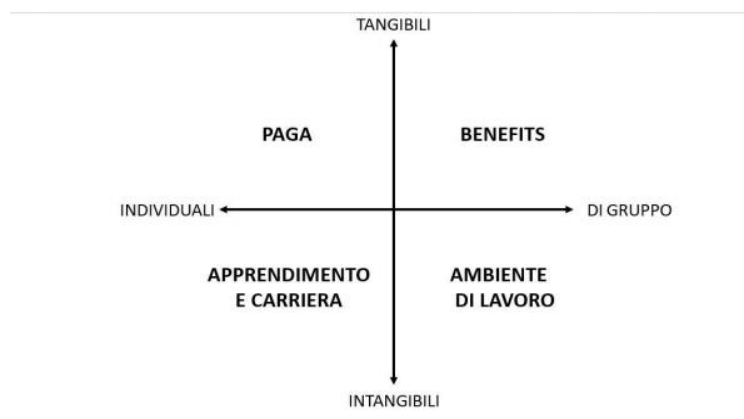 TANGIBILI
PAGA
BENEFITS
INDIVIDUALI
DI GRUPPO
APPRENDIMENTO
E CARRIERA
AMBIENTE
DI LAVORO
INTANGIBILI